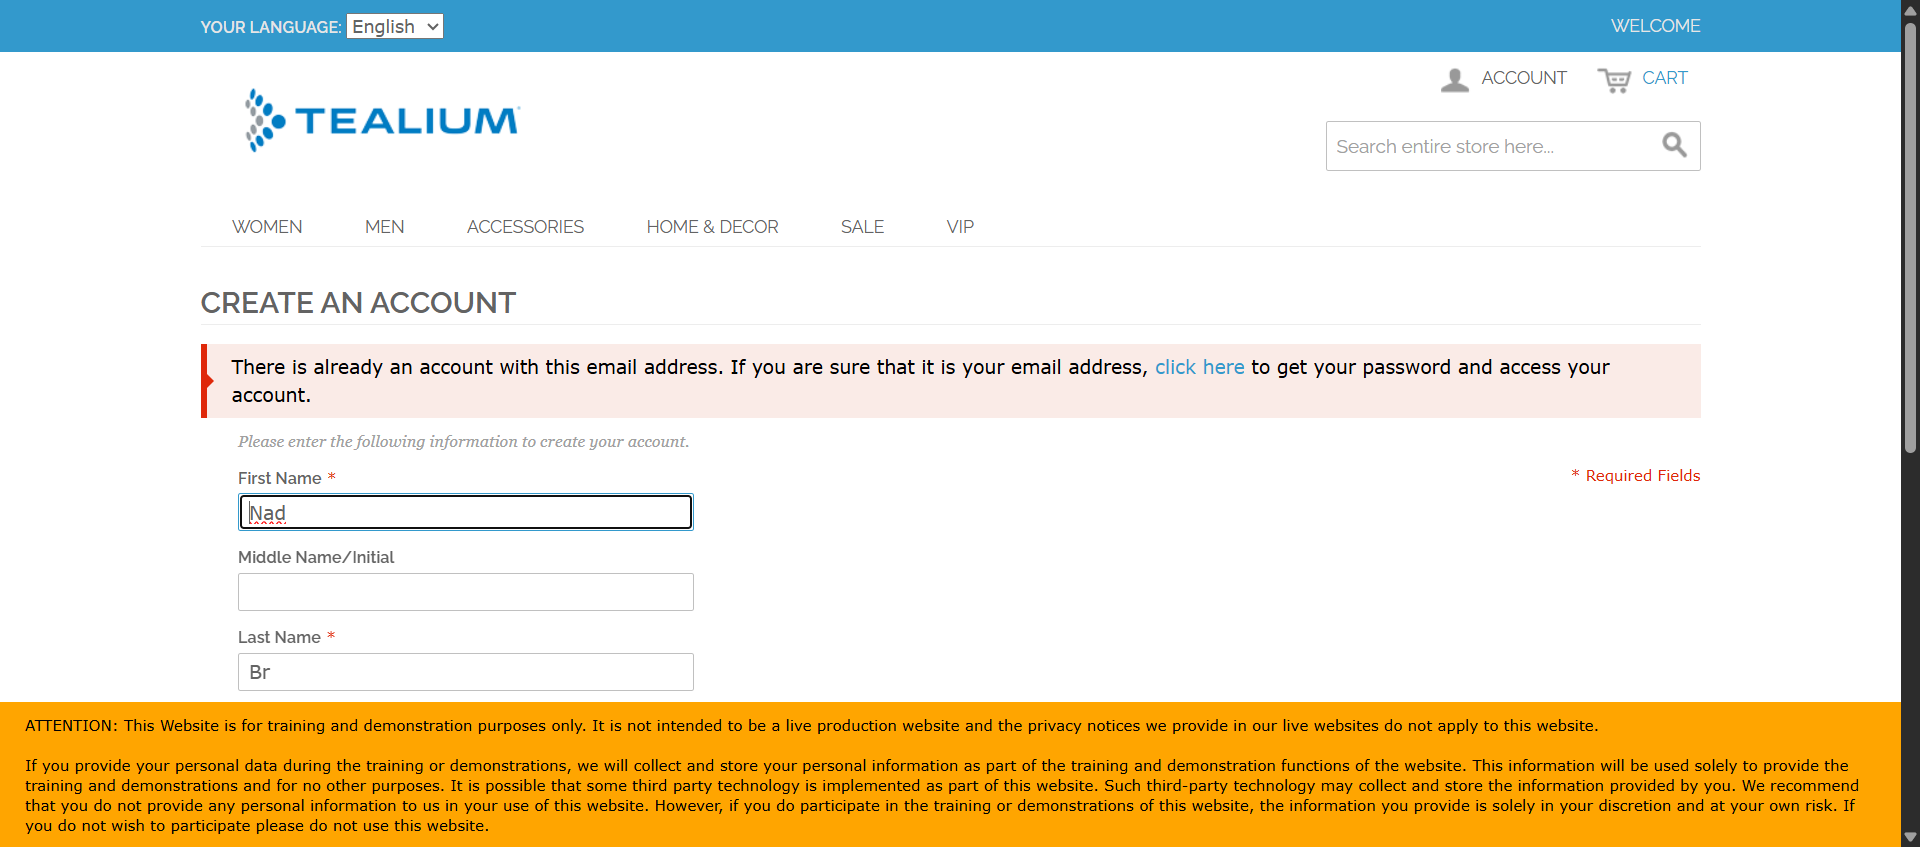 YOUR LANGUAGE: English
WELCOME
ACCOUNT
CART
TEALIUM
Search entire store here...
WOMEN
MEN
ACCESSORIES
HOME & DECOR
SALE
VIP
CREATE AN ACCOUNT
There is already an account with this email address. If you are sure that it is your email address, click here to get your password and access your
account.
Please enter the following information to create your account.
First Name *
* Required Fields
Nad
Middle Name/Initial
Last Name *
Br
ATTENTION: This Website is for training and demonstration purposes only. It is not intended to be a live production website and the privacy notices we provide in our live websites do not apply to this website.
If you provide your personal data during the training or demonstrations, we will collect and store your personal information as part of the training and demonstration functions of the website. This information will be used solely to provide the
training and demonstrations and for no other purposes. It is possible that some third party technology is implemented as part of this website. Such third-party technology may collect and store the information provided by you. We recommend
that you do not provide any personal information to us in your use of this website. However, if you do participate in the training or demonstrations of this website, the information you provide is solely in your discretion and at your own risk. If
you do not wish to participate please do not use this website.